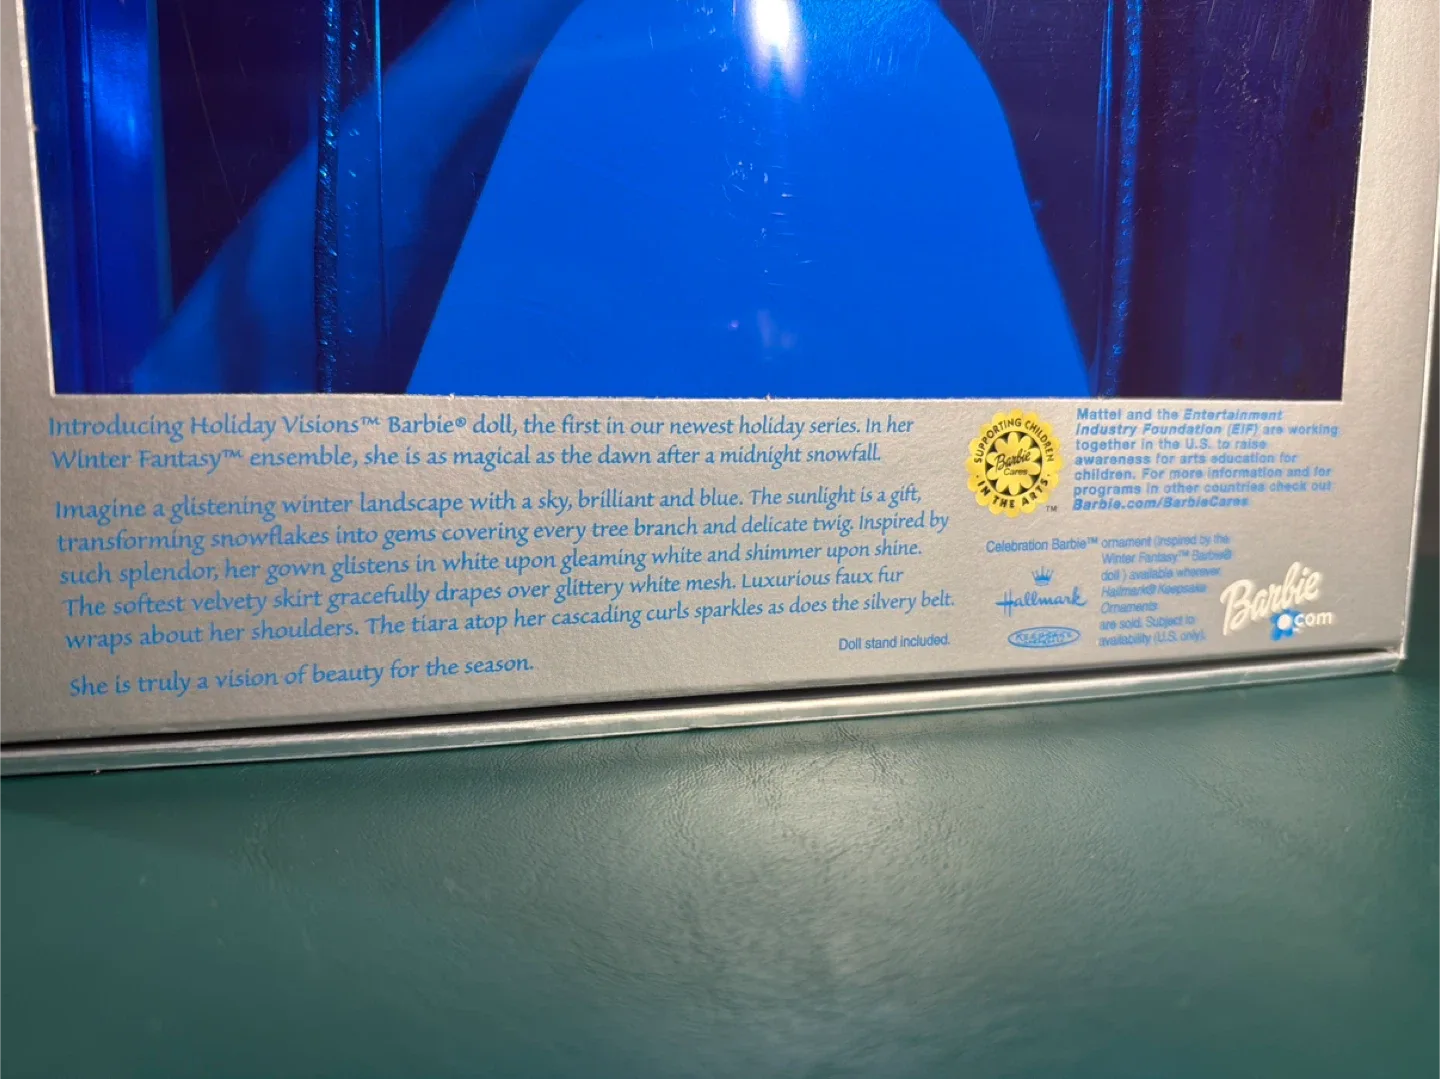 Introducing Holiday Visions™ Barbie® doll, the first in our newest holiday series. In her
Winter Fantasy™ ensemble, she is as magical as the dawn after a midnight snowfall.
Imagine a glistening winter landscape with a sky, brilliant and blue. The sunlight is a gift,
transforming snowflakes into gems covering every tree branch and delicate twig. Inspired by
such splendor, her gown glistens in white upon gleaming white and shimmer upon shine.
The softest velvety skirt gracefully drapes over glittery white mesh. Luxurious faux fur
wraps about her shoulders. The tiara atop her cascading curls sparkles as does the silvery belt.
She is truly a vision of beauty for the season.
Doll stand included.
SUPPORTING CHILDREN
Barbie
Cares
IN THE ARTS
TM
Mattel and the Entertainment
Industry Foundation (EIF) are working
together in the U.S. to raise
awareness for arts education for
children. For more information and for
programs in other countries check out
Barbie.com/BarbieCares
Celebration Barbie™ ornament (inspired by the
Winter Fantasy™ Barbie®
doll) available wherever
Hallmark Keepsake
Ornaments
are sold. Subject to
availability (U.S. only).
Hallmark
KEEPSAKE
Barbie
.com